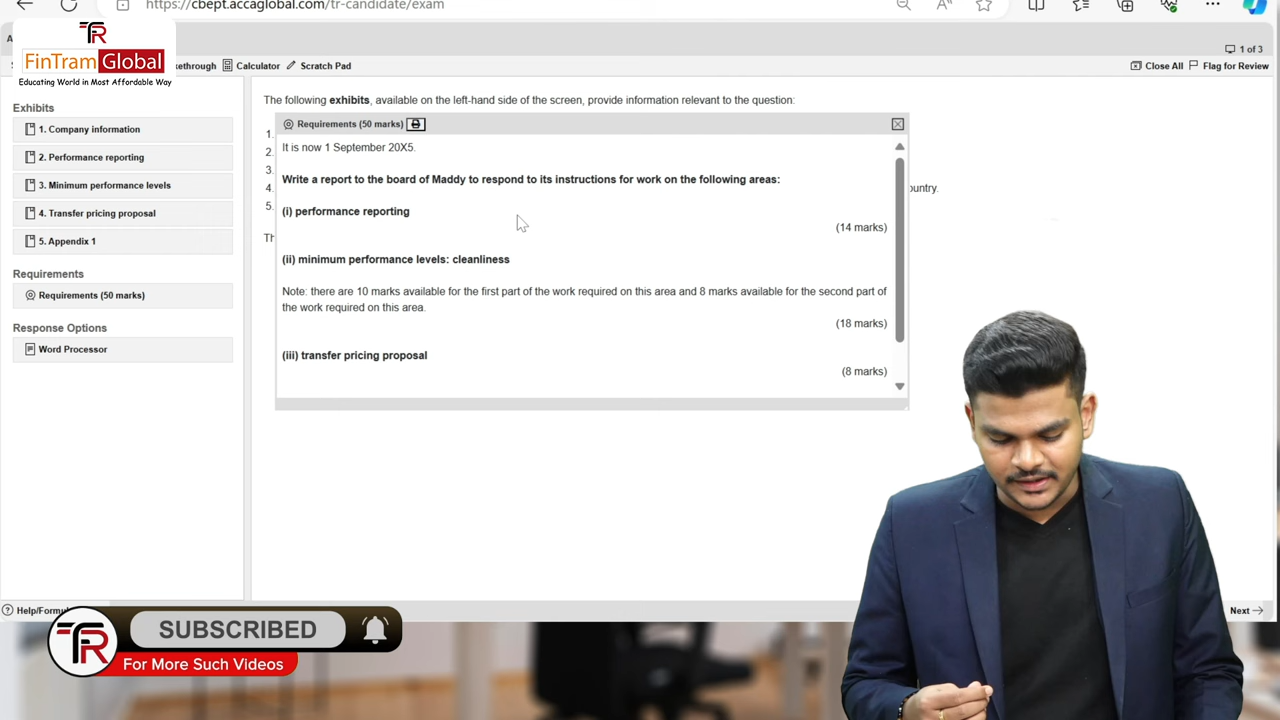 https://cbept.accaglobal.com/tr-candidate/exam
TR
FinTram Global
Educating World in Most Affordable Way
1 of 3
Calculator
Scratch Pad
Close All
Flag for Review
Exhibits
1. Company information
2. Performance reporting
3. Minimum performance levels
4. Transfer pricing proposal
5. Appendix 1
Requirements
Requirements (50 marks)
Response Options
Word Processor
The following exhibits, available on the left-hand side of the screen, provide information relevant to the question:
1.
2.
3.
4.
5.
Requirements (50 marks)
It is now 1 September 20X5.
Write a report to the board of Maddy to respond to its instructions for work on the following areas:
(i) performance reporting
(14 marks)
(ii) minimum performance levels: cleanliness
Note: there are 10 marks available for the first part of the work required on this area and 8 marks available for the second part of
the work required on this area.
(18 marks)
(iii) transfer pricing proposal
(8 marks)
Next
TR
SUBSCRIBED
For More Such Videos